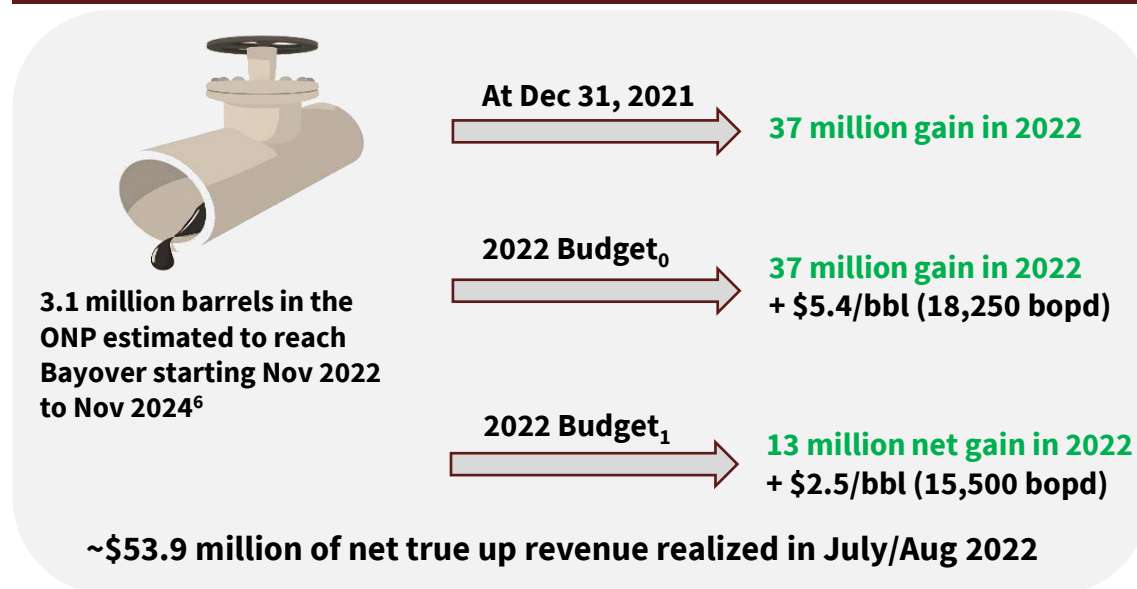 At Dec 31, 2021
37 million gain in 2022
2022 Budget₀
37 million gain in 2022
+ $5.4/bbl (18,250 bopd)
3.1 million barrels in the
ONP estimated to reach
Bayover starting Nov 2022
to Nov 2024⁶
2022 Budget₁
13 million net gain in 2022
+ $2.5/bbl (15,500 bopd)
~$53.9 million of net true up revenue realized in July/Aug 2022